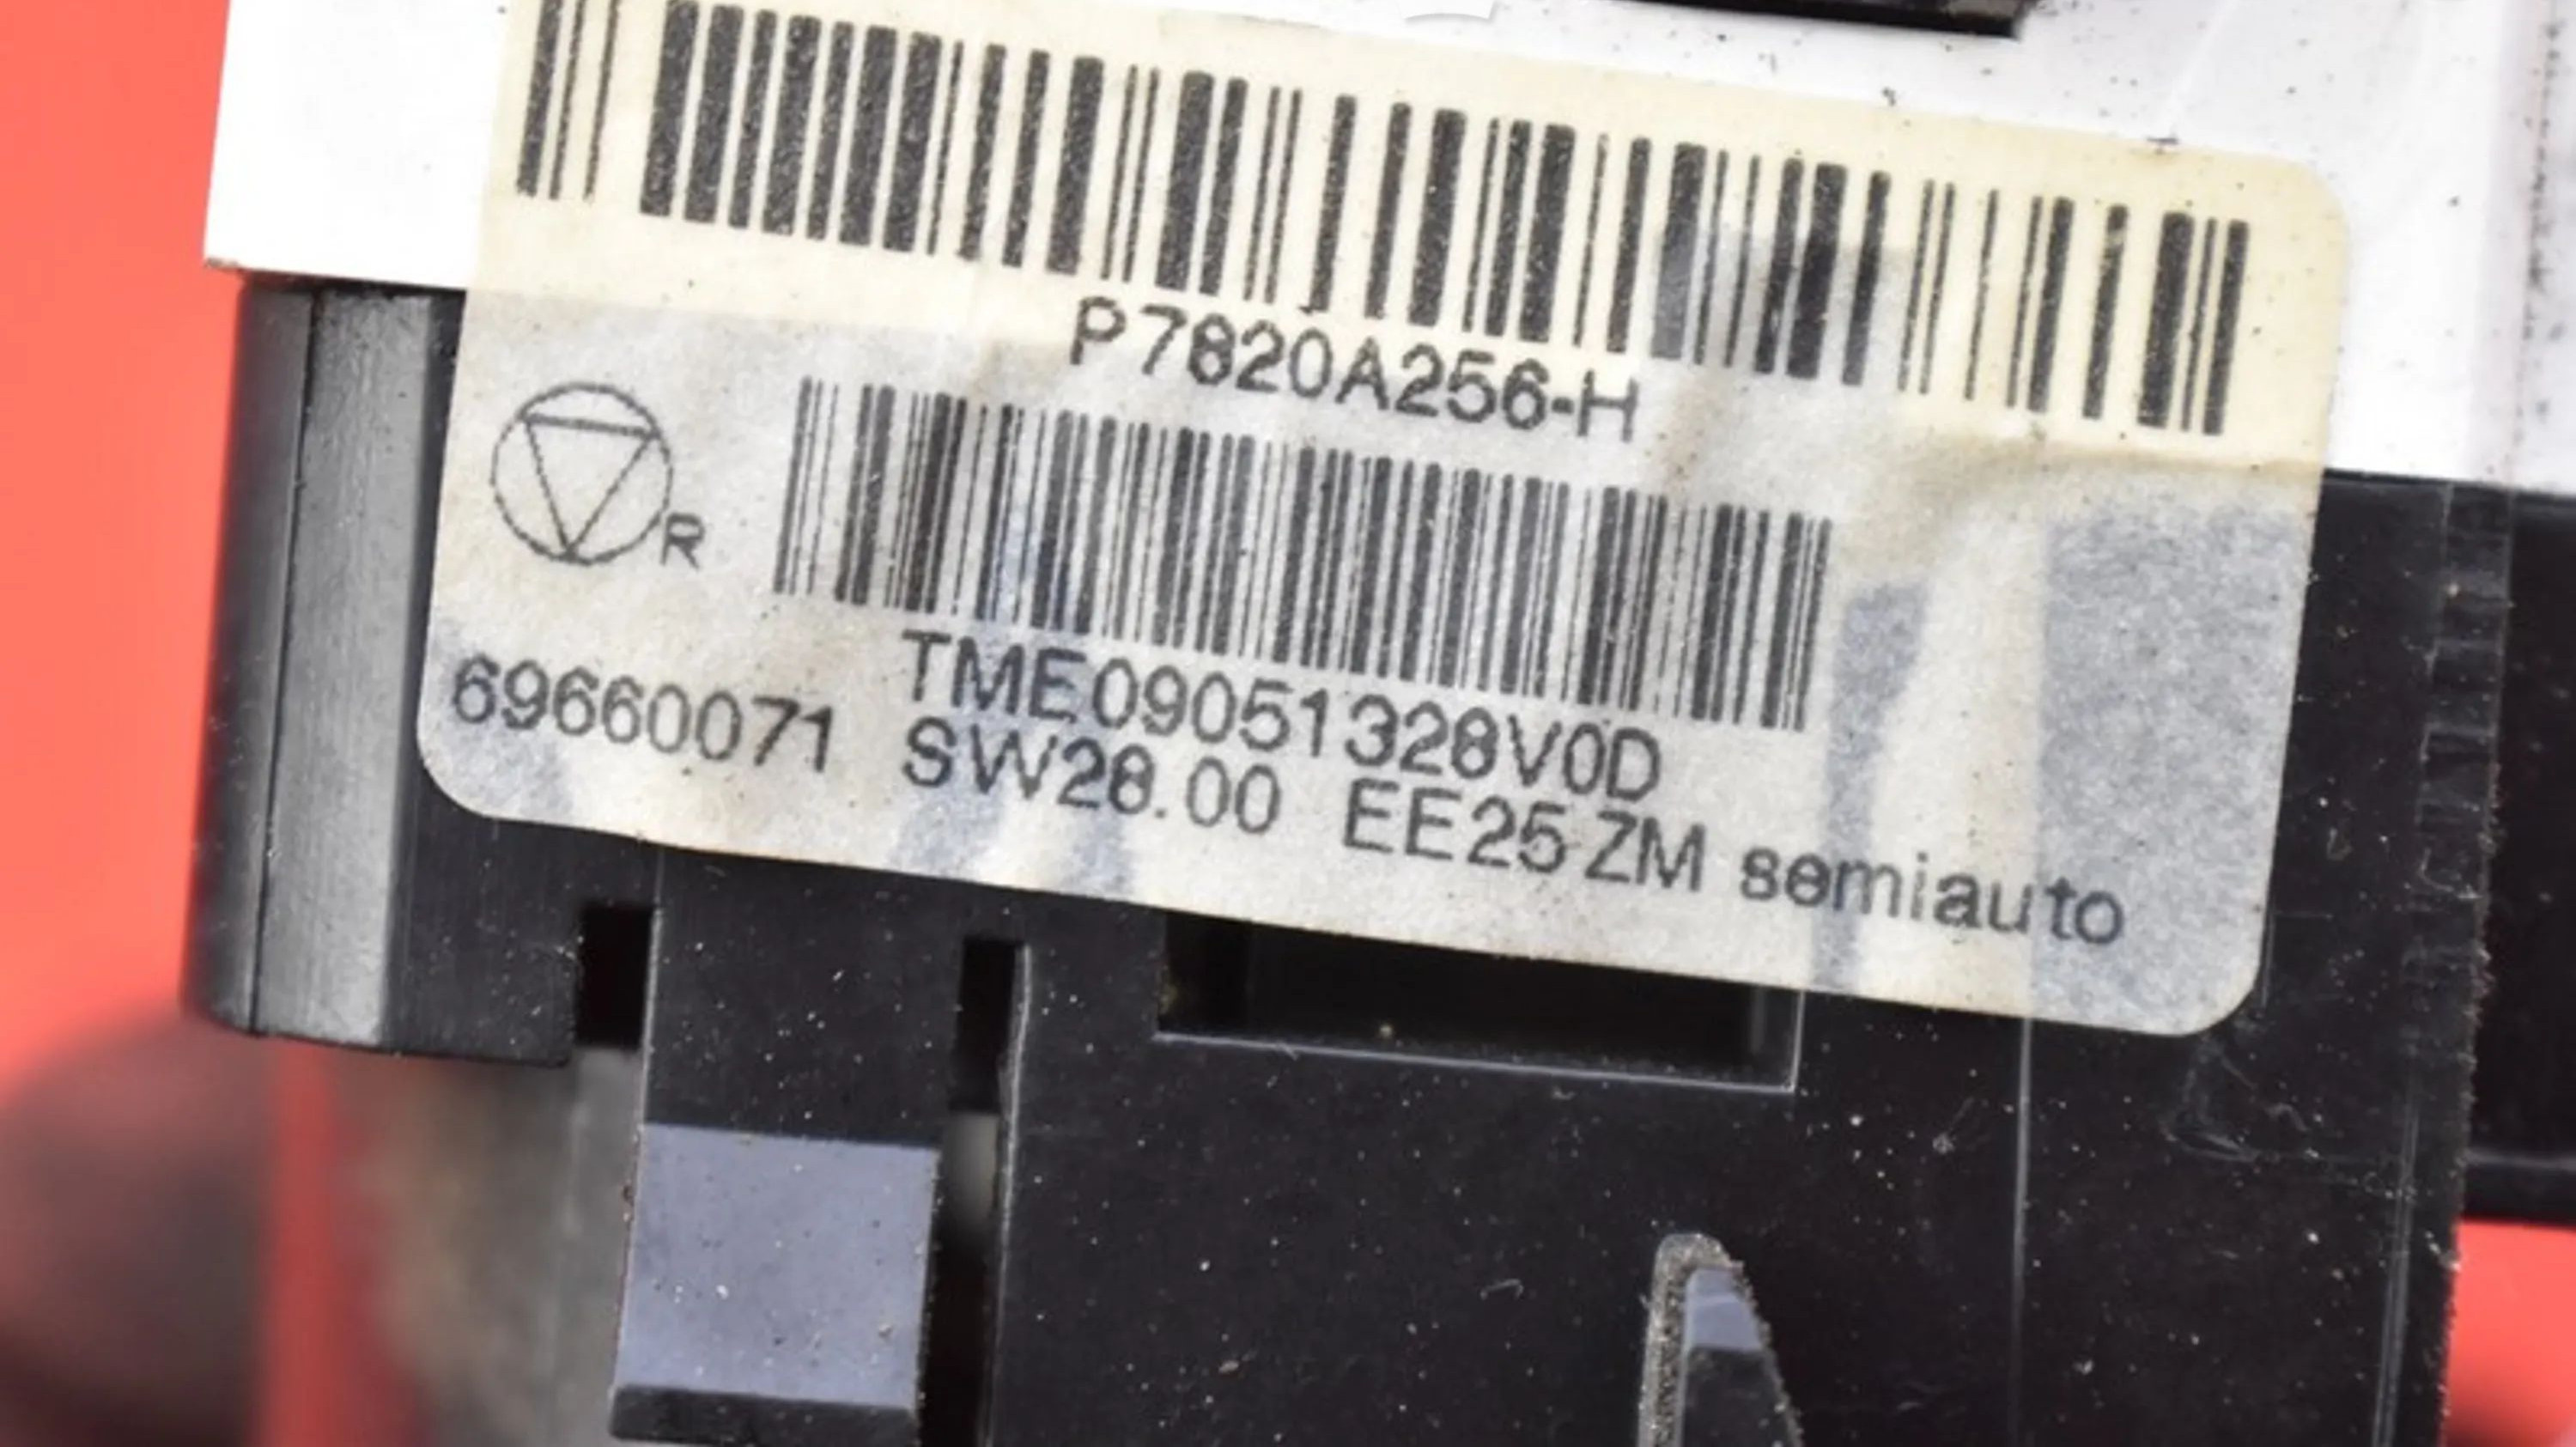 P7820A256-H
R
TME09051328V0D
69660071 SW28.00 EE25 ZM semiauto